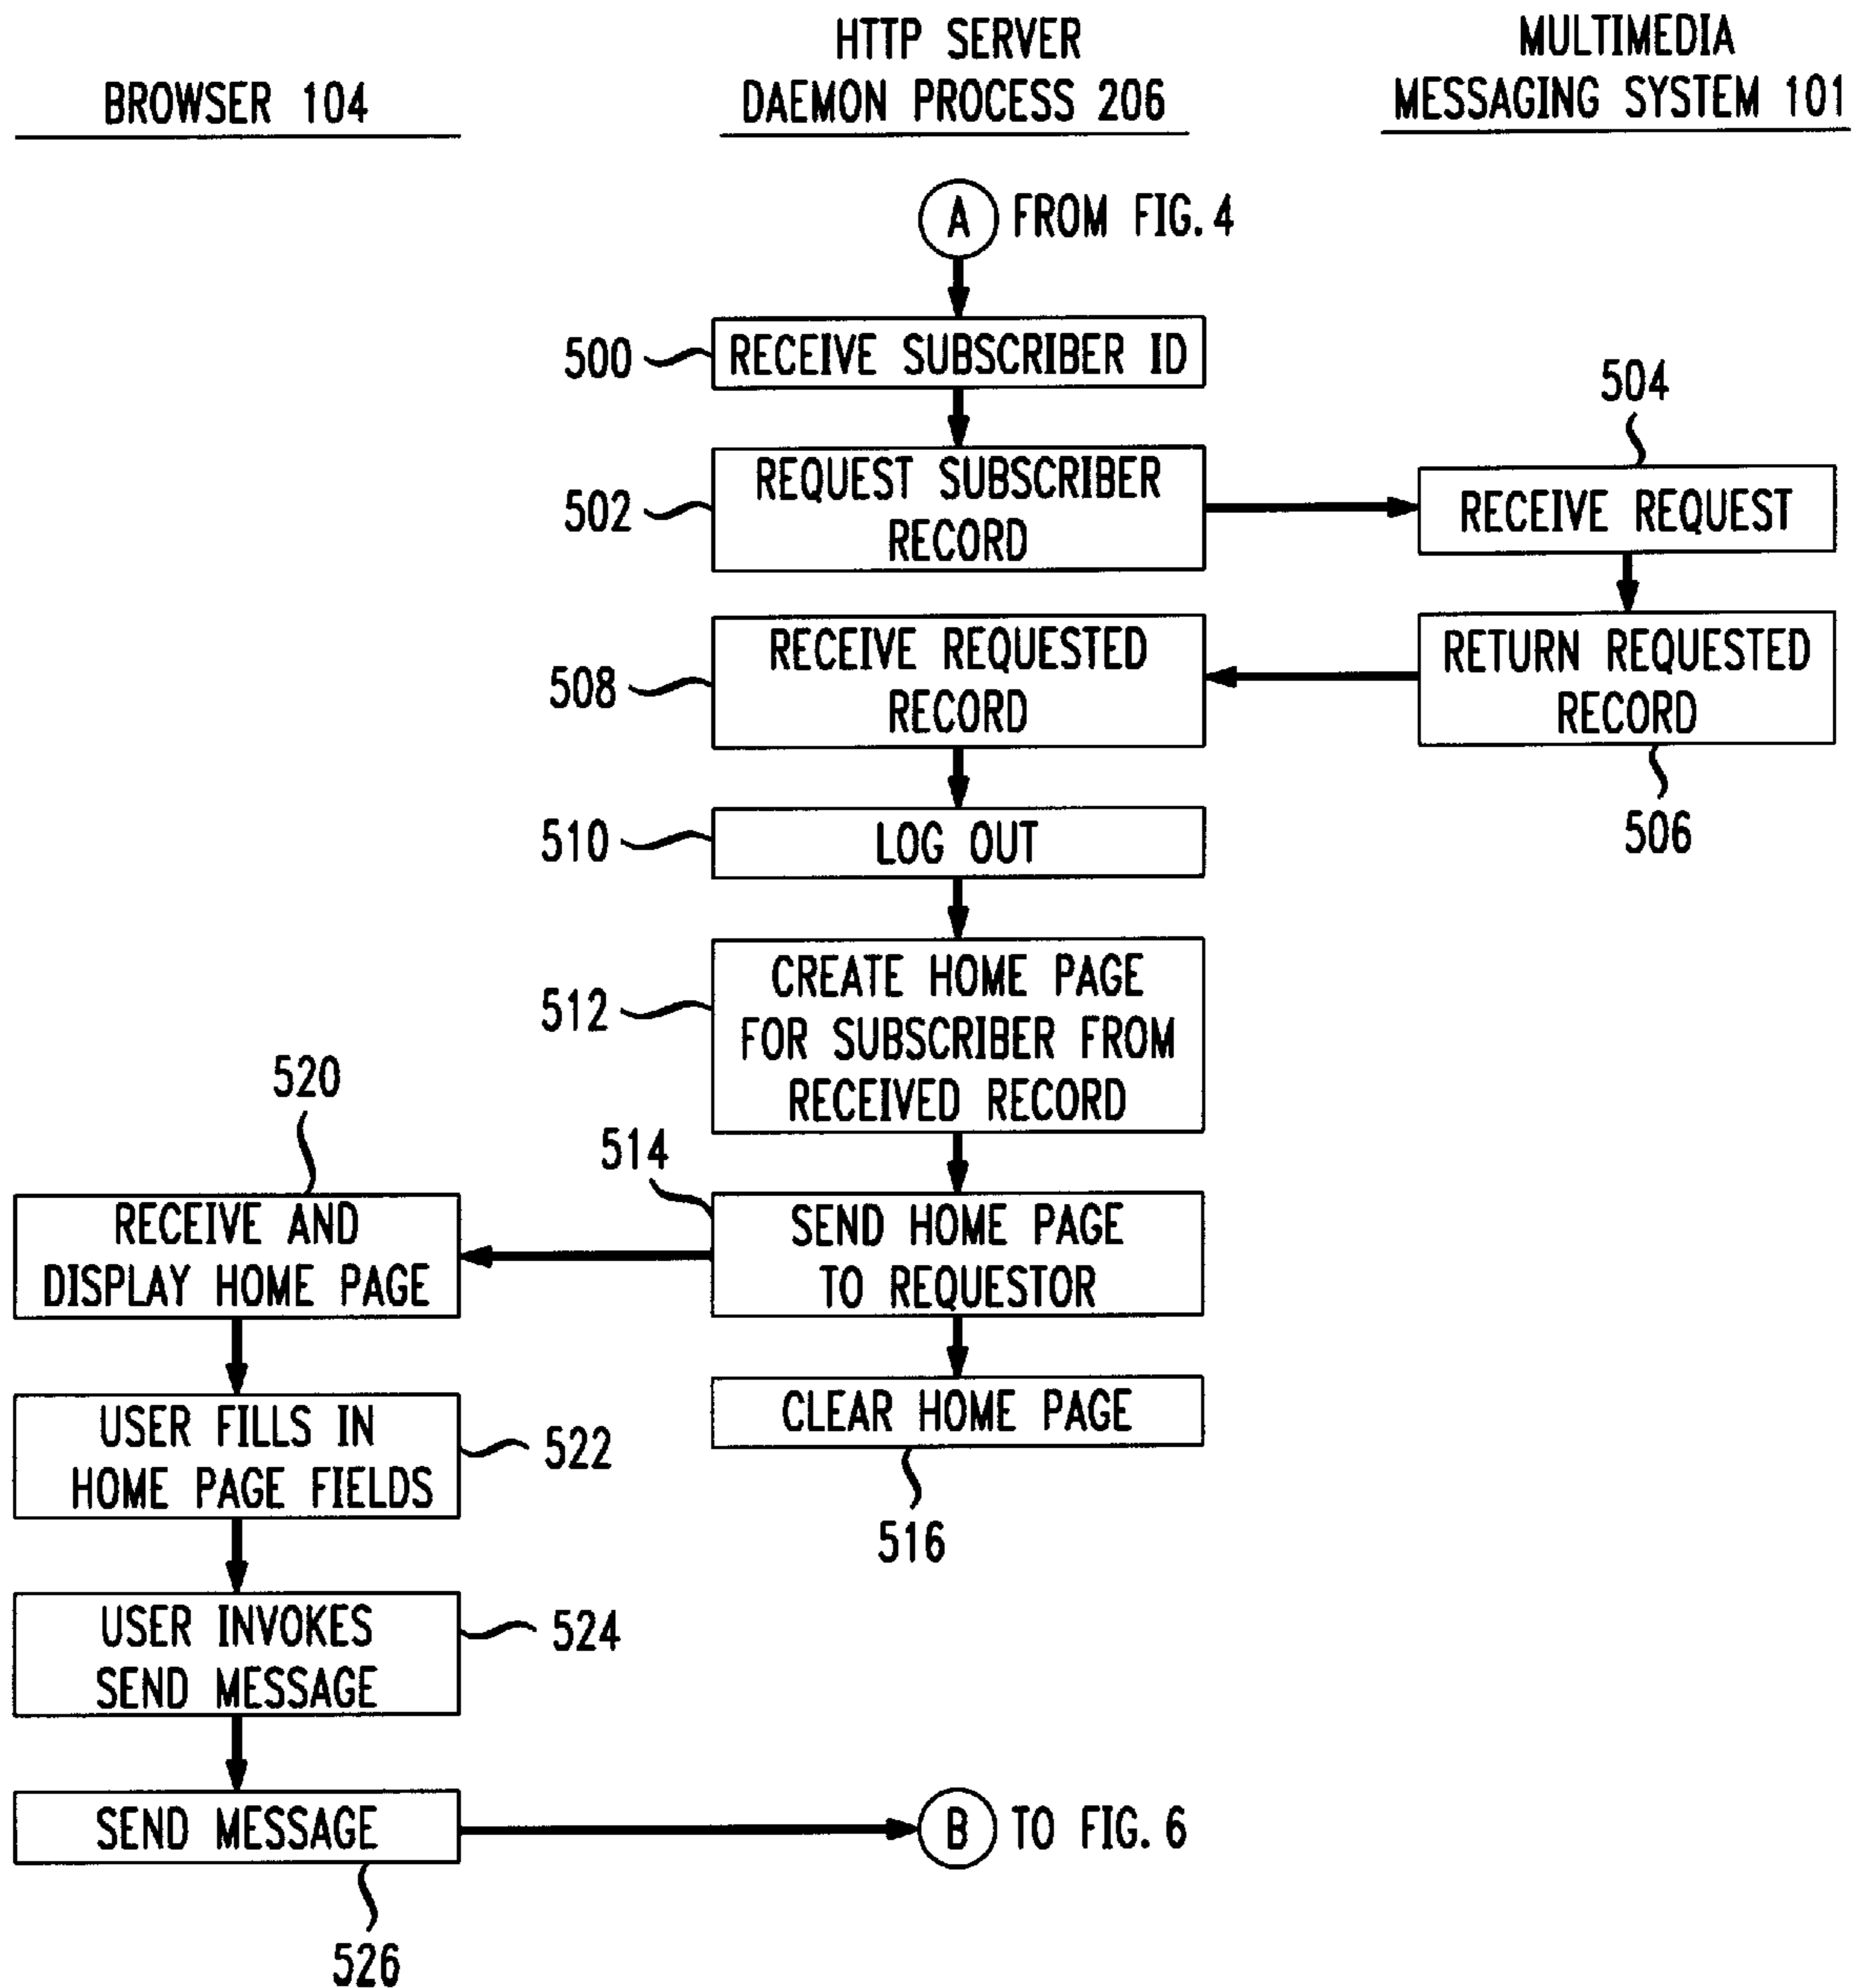 BROWSER 104
HTTP SERVER
DAEMON PROCESS 206
MULTIMEDIA
MESSAGING SYSTEM 101
A FROM FIG. 4
500
RECEIVE SUBSCRIBER ID
504
502
REQUEST SUBSCRIBER
RECORD
RECEIVE REQUEST
508
RECEIVE REQUESTED
RECORD
RETURN REQUESTED
RECORD
506
510
LOG OUT
512
CREATE HOME PAGE
FOR SUBSCRIBER FROM
RECEIVED RECORD
520
514
RECEIVE AND
DISPLAY HOME PAGE
SEND HOME PAGE
TO REQUESTOR
USER FILLS IN
HOME PAGE FIELDS
522
CLEAR HOME PAGE
516
USER INVOKES
SEND MESSAGE
524
SEND MESSAGE
B TO FIG. 6
526